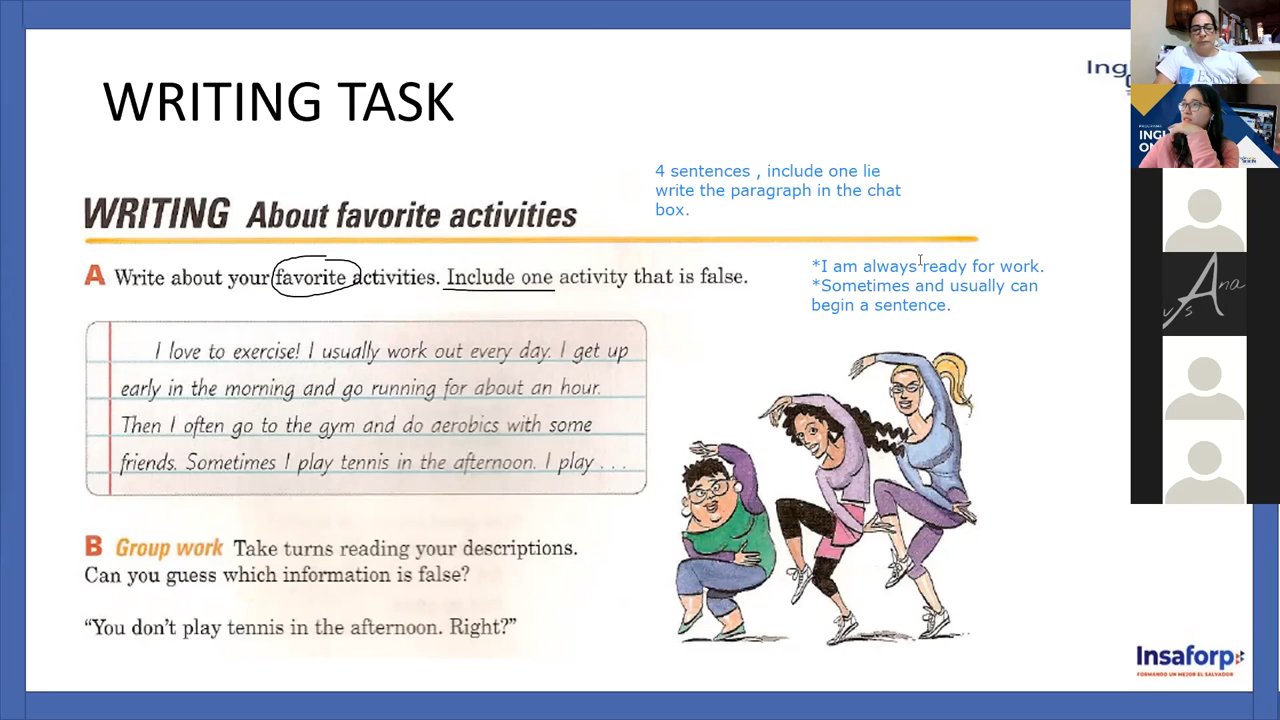 WRITING TASK
Ing
4 sentences , include one lie
write the paragraph in the chat
box.
WRITING About favorite activities
A Write about your favorite activities. Include one activity that is false.
*I am always ready for work.
*Sometimes and usually can
begin a sentence.
I love to exercise! I usually work out every day. I get up
early in the morning and go running for about an hour.
Then I often go to the gym and do aerobics with some
friends. Sometimes I play tennis in the afternoon. I play . . .
B Group work Take turns reading your descriptions.
Can you guess which information is false?
“You don't play tennis in the afternoon. Right?”
INGL
ON
Ana
Insaforp
FORMANDO UN MEJOR EL SALVADOR